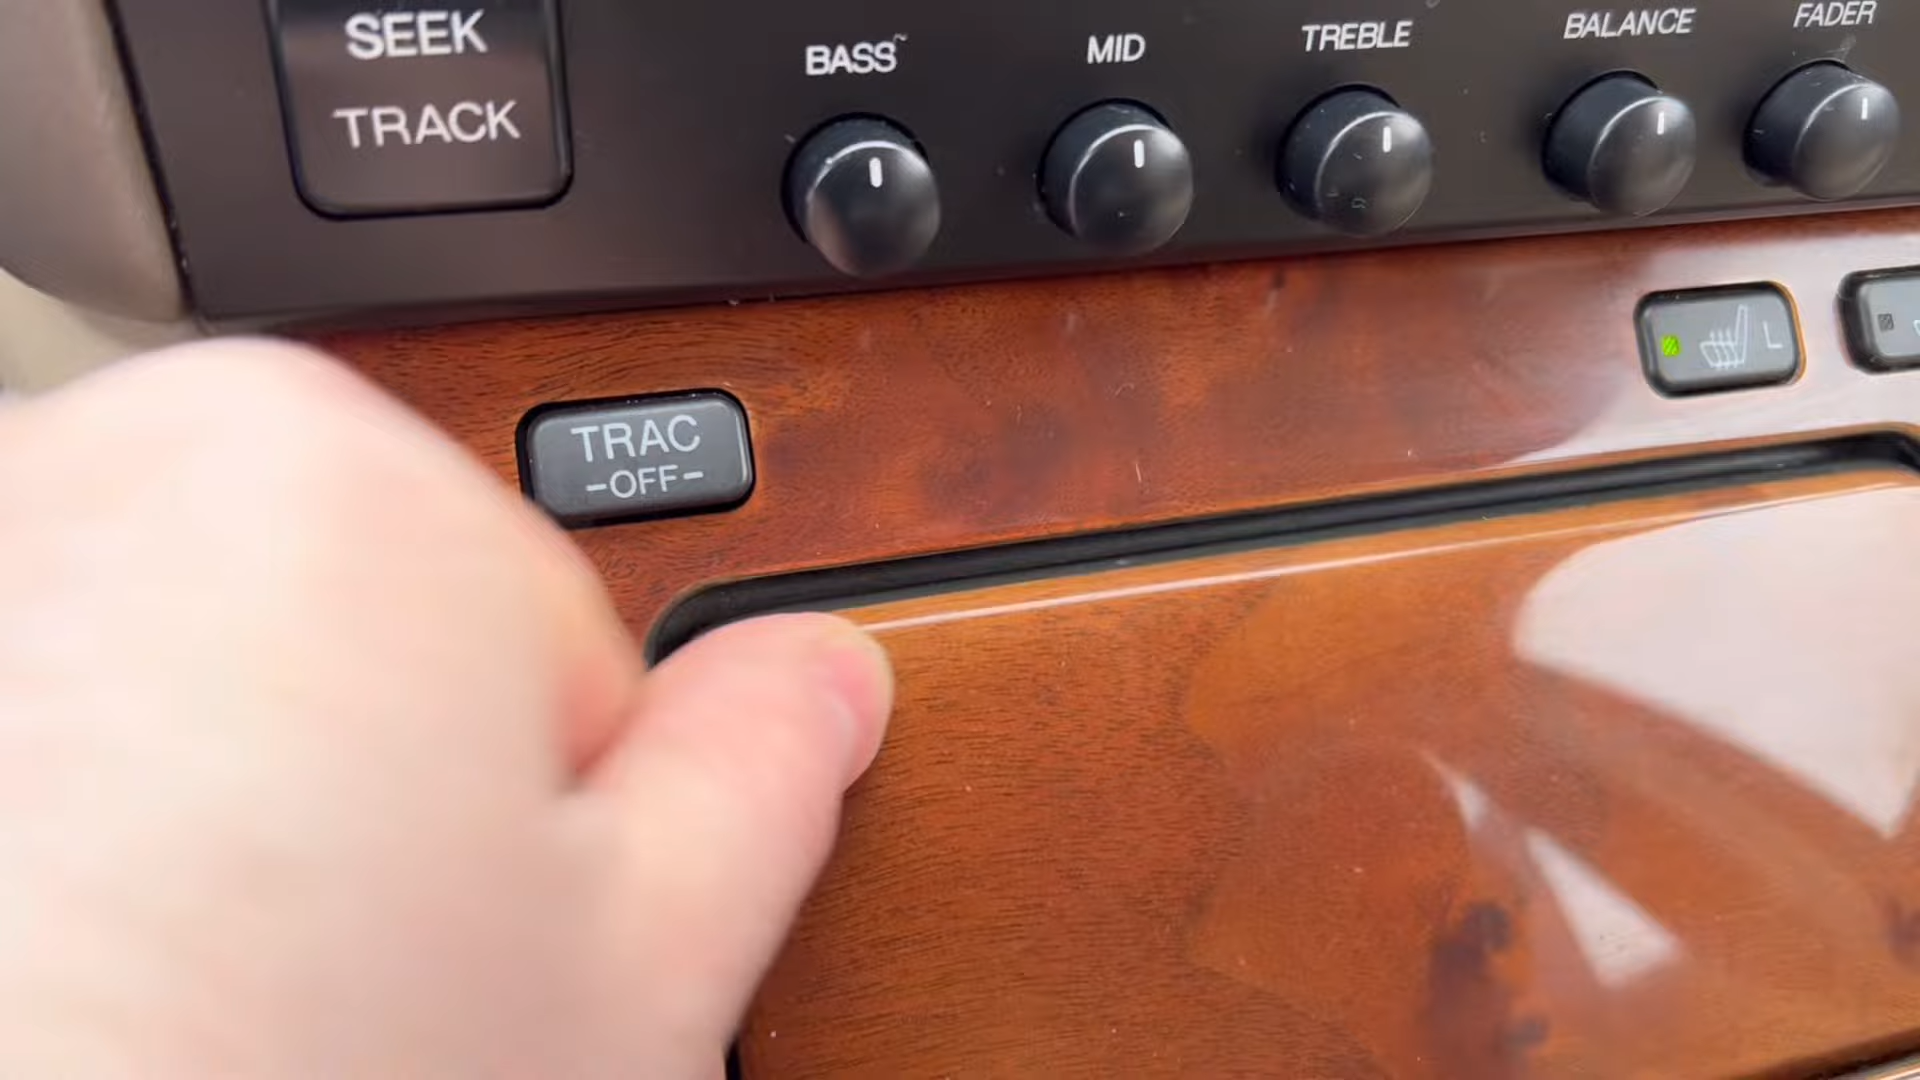 SEEK
TRACK
BASS
MID
TREBLE
BALANCE
FADER
TRAC
-OFF-
L